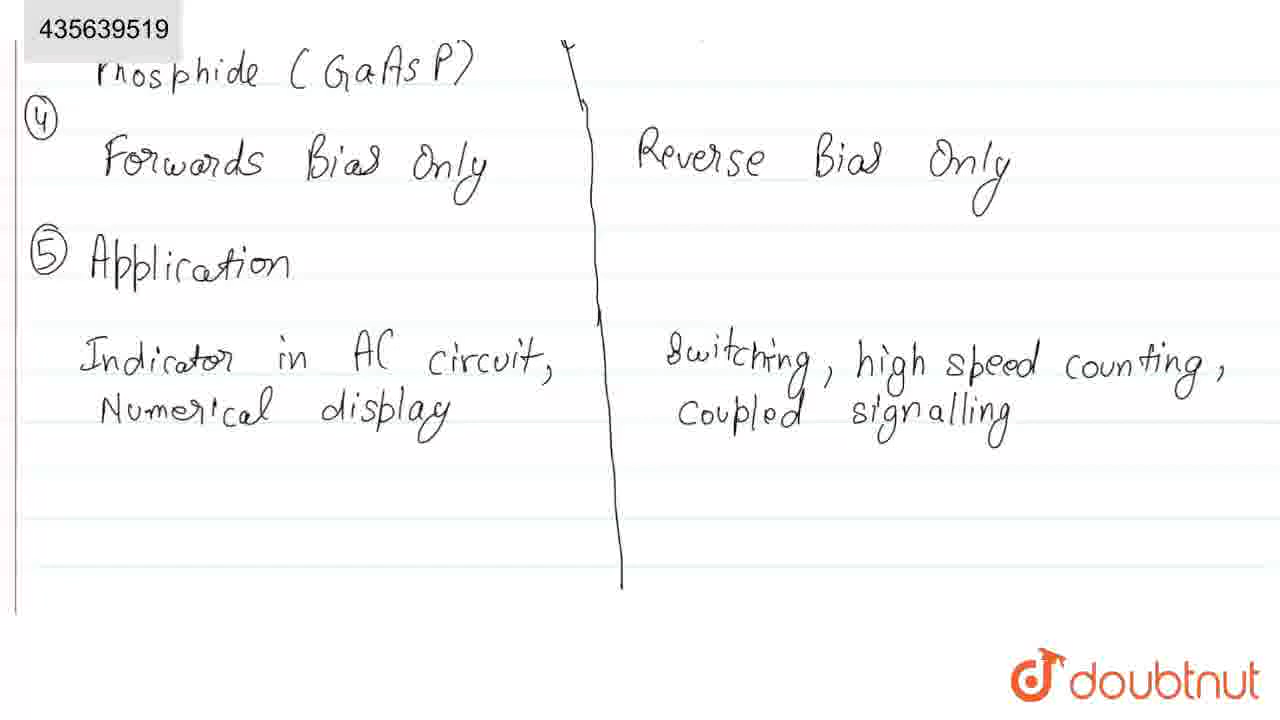 435639519
Phosphide (GaAsP)
④
Forwards Bias Only
Reverse Bias Only
⑤ Application
Indicator in AC circuit,
Numerical display
Switching, high speed counting,
Coupled signalling
doubtnut